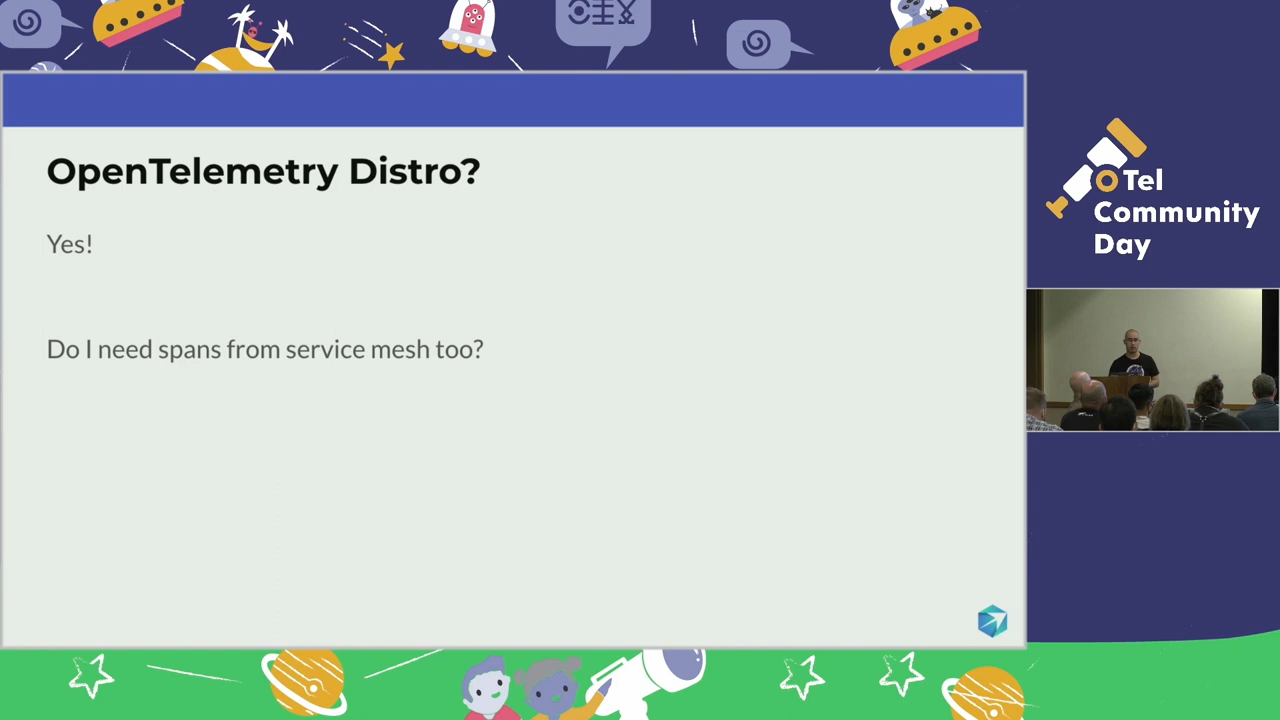 OpenTelemetry Distro?
Yes!
Do I need spans from service mesh too?
OTel
Community
Day